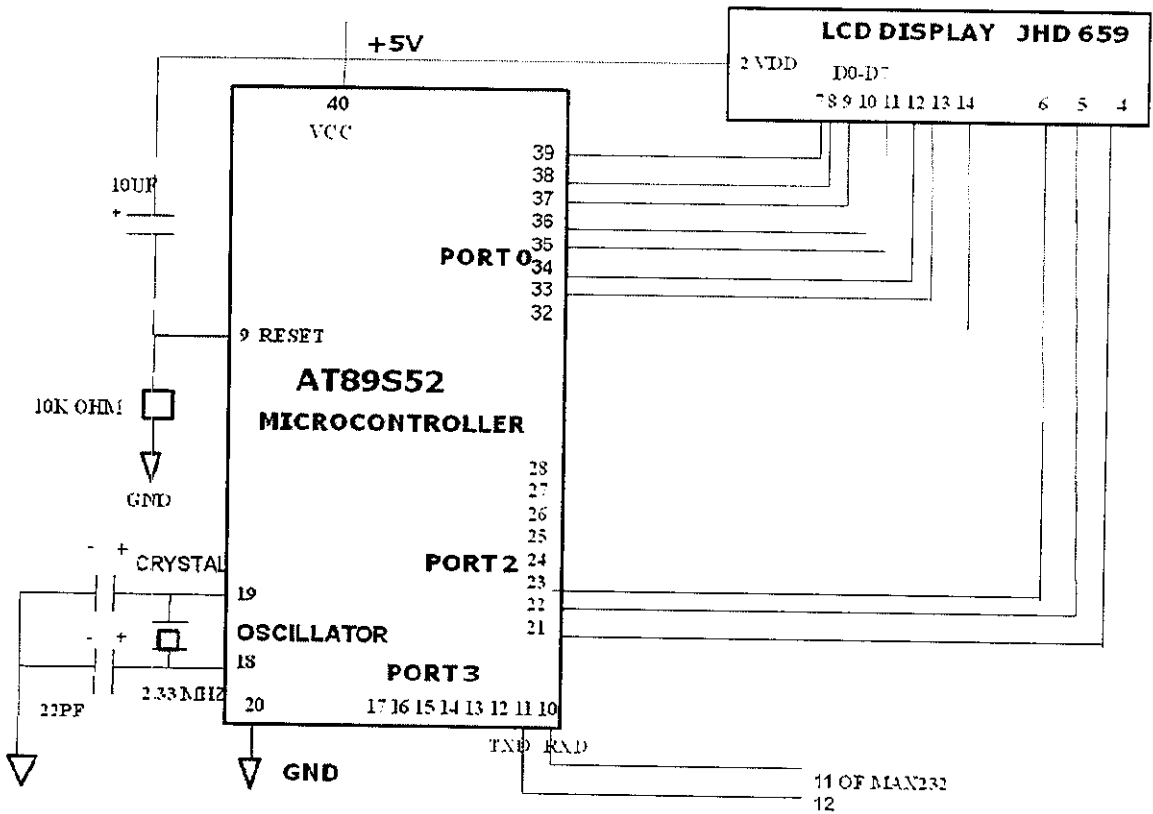 +5V
LCD DISPLAY JHD 659
2 VDD
D0-D7
7 8 9 10 11 12 13 14 6 5 4
40
VCC
39
38
37
36
35
34
33
32
PORT 0
10UF
+
9 RESET
AT89S52
MICROCONTROLLER
10K OHM
GND
28
27
26
25
24
23
22
21
PORT 2
- +
CRYSTAL
19
OSCILLATOR
- +
18
22PF
2.33 MHZ
PORT 3
20
17 16 15 14 13 12 11 10
TXD RXD
GND
11 OF MAX232
12